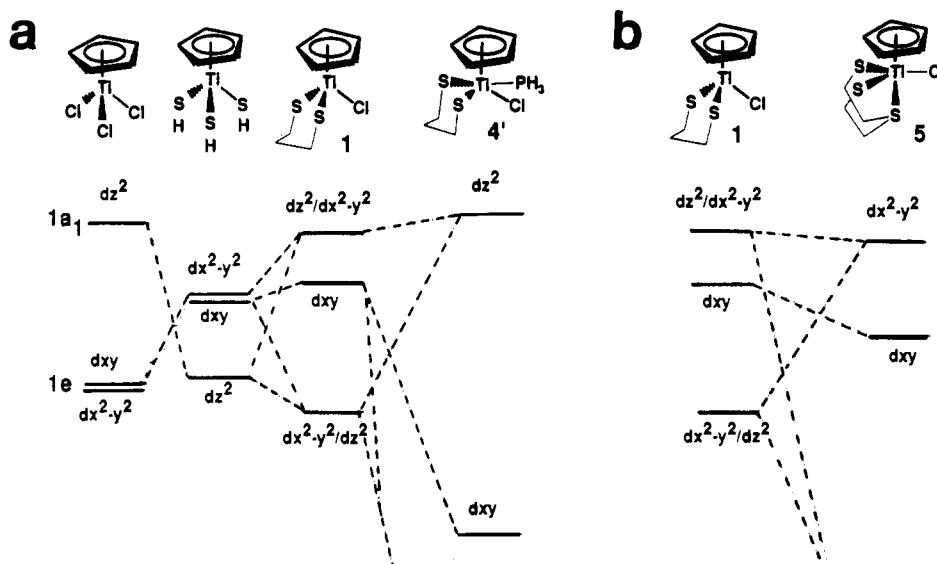 a
b
Ti
Cl
Cl
Cl
Ti
S
H
S
H
S
H
Ti
S
S
Cl
1
S
Ti
PH3
S
Cl
4'
Ti
S
S
Cl
1
S
S
Ti
S
5
dz2
1a1
dx2-y2
dxy
dz2
dxy
1e
dx2-y2
dz2/dx2-y2
dxy
dx2-y2/dz2
dz2
dxy
dz2/dx2-y2
dxy
dx2-y2/dz2
dx2-y2
dxy